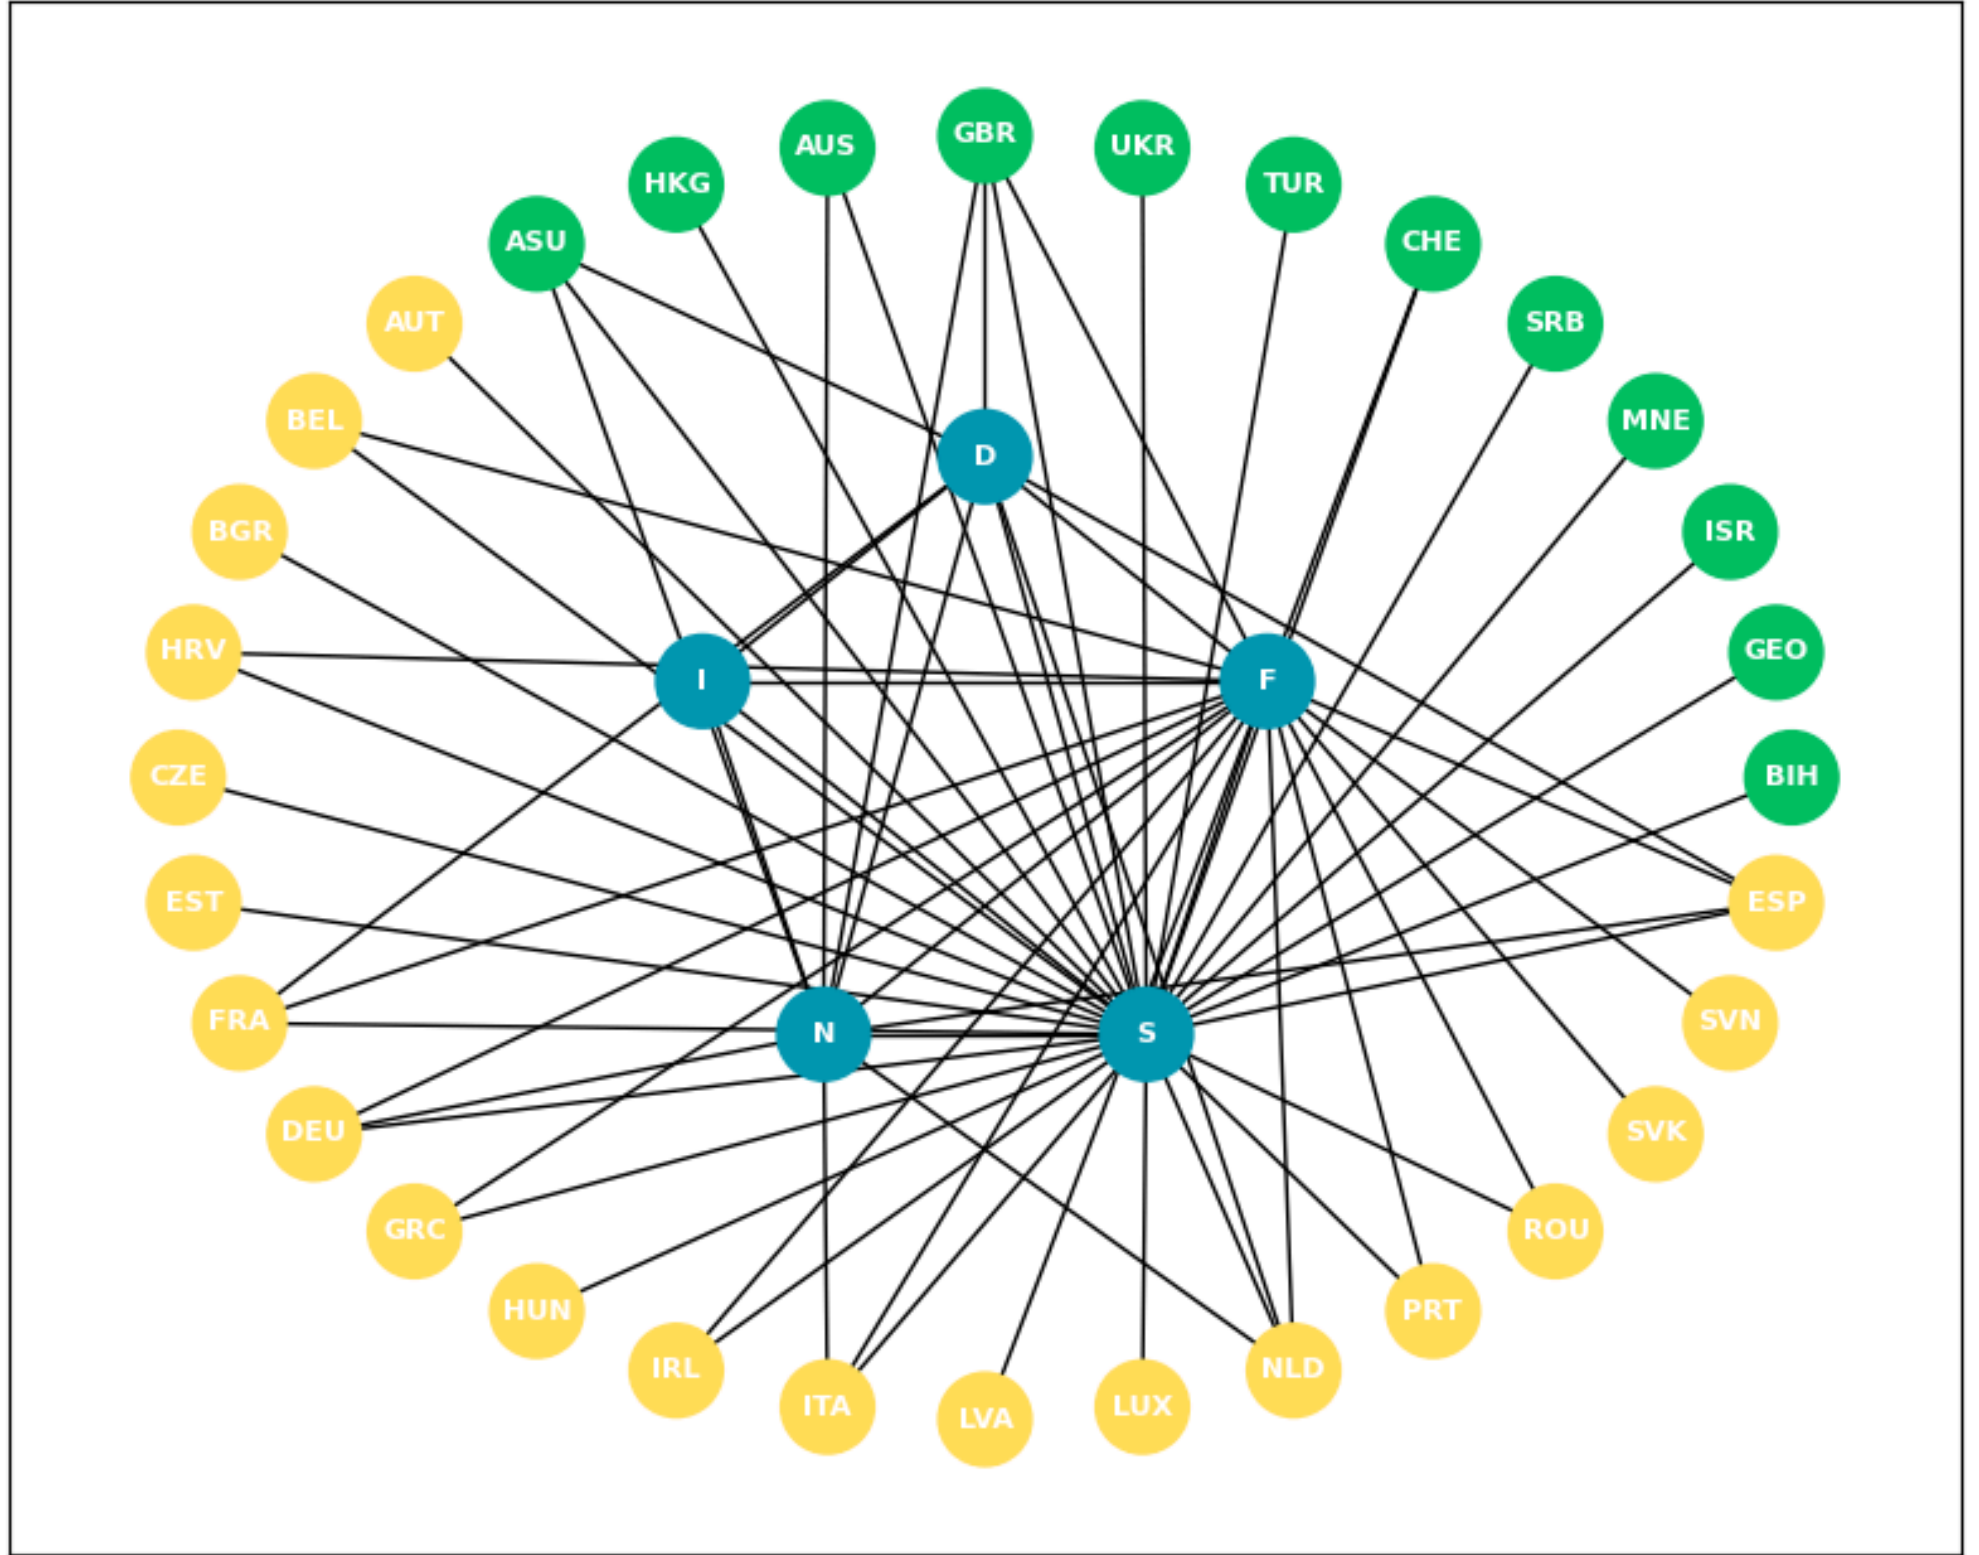 GBR
AUS
UKR
HKG
TUR
ASU
CHE
AUT
SRB
BEL
MNE
D
BGR
ISR
HRV
GEO
I
F
CZE
BIH
EST
ESP
FRA
SVN
N
S
DEU
SVK
GRC
ROU
HUN
PRT
IRL
NLD
ITA
LUX
LVA